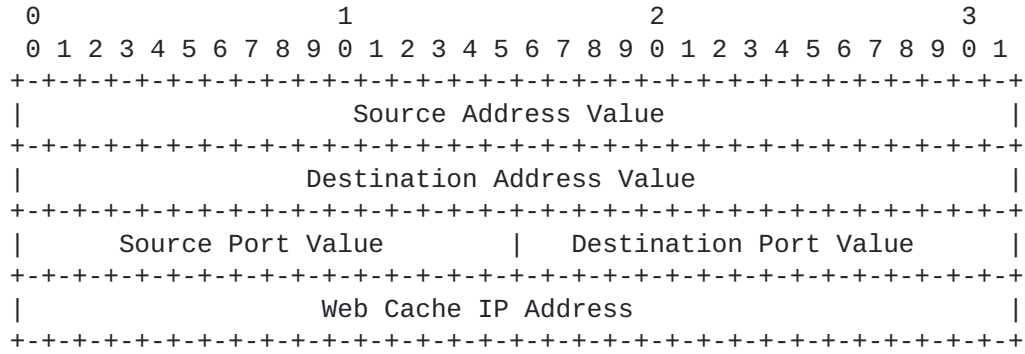 0                   1                   2                   3
 0 1 2 3 4 5 6 7 8 9 0 1 2 3 4 5 6 7 8 9 0 1 2 3 4 5 6 7 8 9 0 1
+-+-+-+-+-+-+-+-+-+-+-+-+-+-+-+-+-+-+-+-+-+-+-+-+-+-+-+-+-+-+-+-+
|                     Source Address Value                      |
+-+-+-+-+-+-+-+-+-+-+-+-+-+-+-+-+-+-+-+-+-+-+-+-+-+-+-+-+-+-+-+-+
|                  Destination Address Value                    |
+-+-+-+-+-+-+-+-+-+-+-+-+-+-+-+-+-+-+-+-+-+-+-+-+-+-+-+-+-+-+-+-+
|      Source Port Value        |   Destination Port Value      |
+-+-+-+-+-+-+-+-+-+-+-+-+-+-+-+-+-+-+-+-+-+-+-+-+-+-+-+-+-+-+-+-+
|                   Web Cache IP Address                        |
+-+-+-+-+-+-+-+-+-+-+-+-+-+-+-+-+-+-+-+-+-+-+-+-+-+-+-+-+-+-+-+-+